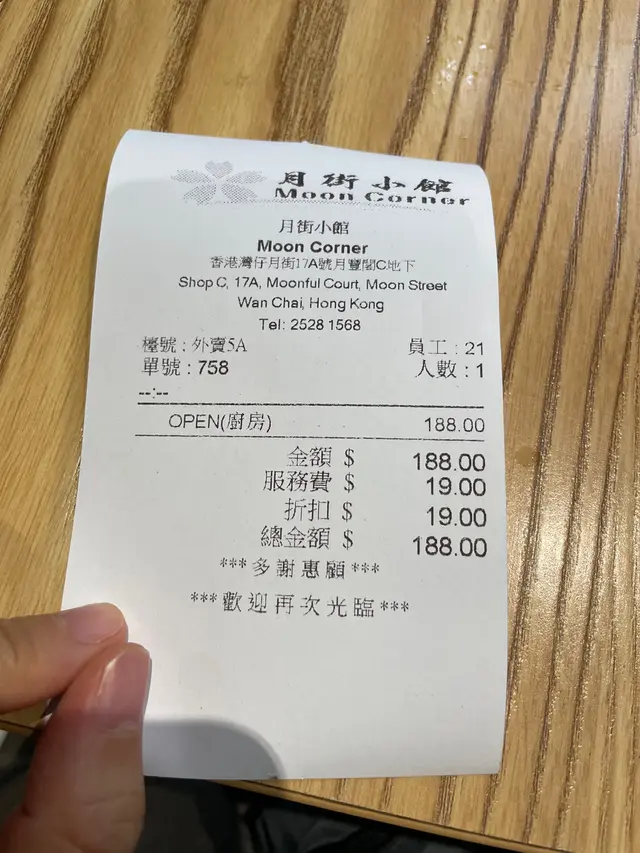 月街小館
Moon Corner
月街小館
Moon Corner
香港灣仔月街17A號月豐閣C地下
Shop C, 17A, Moonful Court, Moon Street
Wan Chai, Hong Kong
Tel: 2528 1568
檯號 : 外賣5A 員工 : 21
單號 : 758 人數 : 1
--:--
OPEN(廚房) 188.00
金額 $ 188.00
服務費 $ 19.00
折扣 $ 19.00
總金額 $ 188.00
***多謝惠顧***
***歡迎再次光臨***